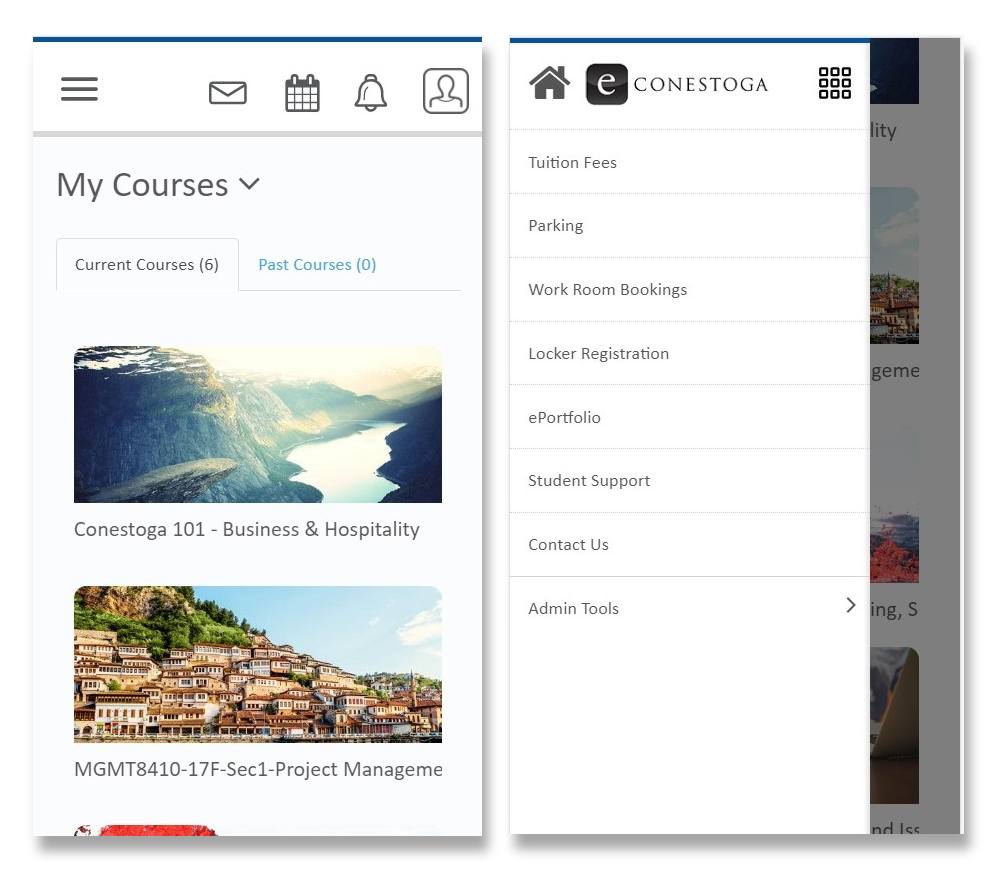 My Courses
Current Courses (6)
Past Courses (0)
Conestoga 101 - Business & Hospitality
MGMT8410-17F-Sec1-Project Manageme
e CONESTOGA
Tuition Fees
Parking
Work Room Bookings
Locker Registration
ePortfolio
Student Support
Contact Us
Admin Tools
lity
geme
ing, S
nd Iss